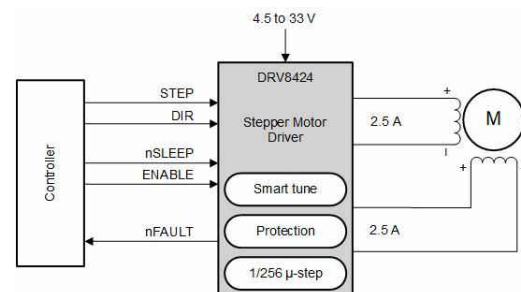 4.5 to 33 V
DRV8424
Stepper Motor
Driver
Controller
STEP
DIR
nSLEEP
ENABLE
nFAULT
Smart tune
Protection
1/256 µ-step
+
2.5 A
-
M
+
-
2.5 A